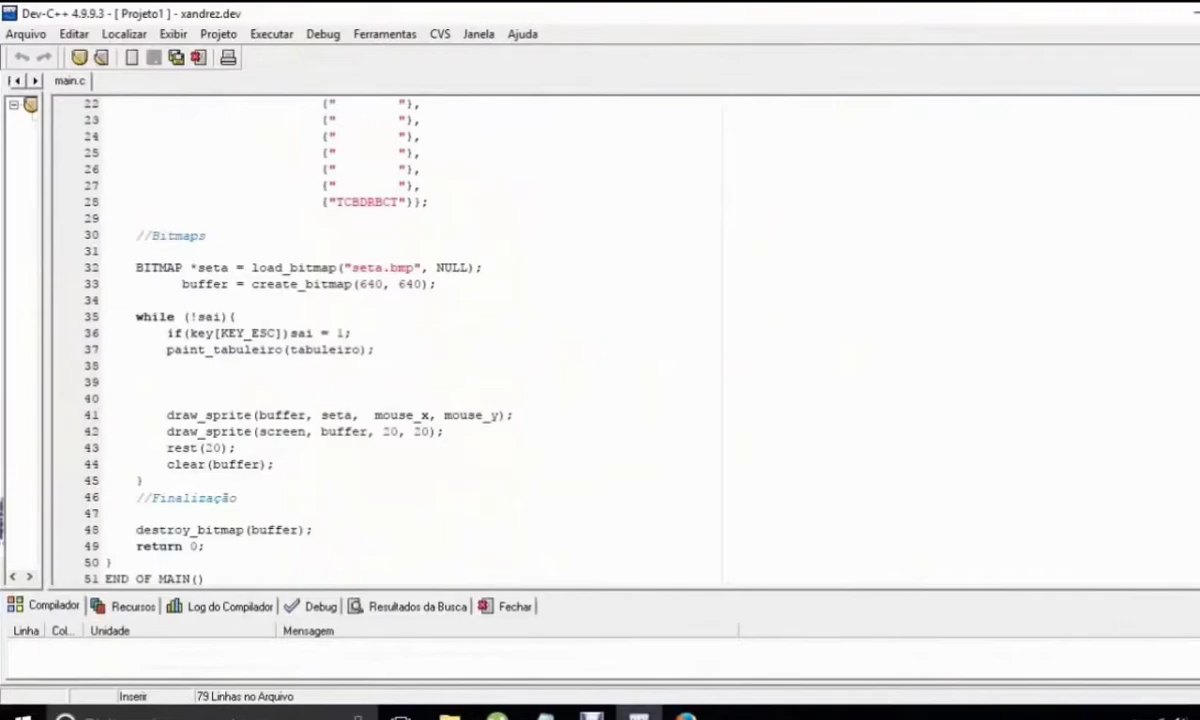 Dev-C++ 4.9.9.3 - [ Projeto1 ] - xandrez.dev
Arquivo Editar Localizar Exibir Projeto Executar Debug Ferramentas CVS Janela Ajuda
main.c
22 {" "},
23 {" "},
24 {" "},
25 {" "},
26 {" "},
27 {" "},
28 {"TCBDRBCT"}};
29
30 //Bitmaps
31
32 BITMAP *seta = load_bitmap("seta.bmp", NULL);
33 buffer = create_bitmap(640, 640);
34
35 while (!sai){
36 if(key[KEY_ESC])sai = 1;
37 paint_tabuleiro(tabuleiro);
38
39
40
41 draw_sprite(buffer, seta, mouse_x, mouse_y);
42 draw_sprite(screen, buffer, 20, 20);
43 rest(20);
44 clear(buffer);
45 }
46 //Finalização
47
48 destroy_bitmap(buffer);
49 return 0;
50 }
51 END OF MAIN()
Compilador Recursos Log do Compilador Debug Resultados da Busca Fechar
Linha Col... Unidade Mensagem
Inserir 79 Linhas no Arquivo